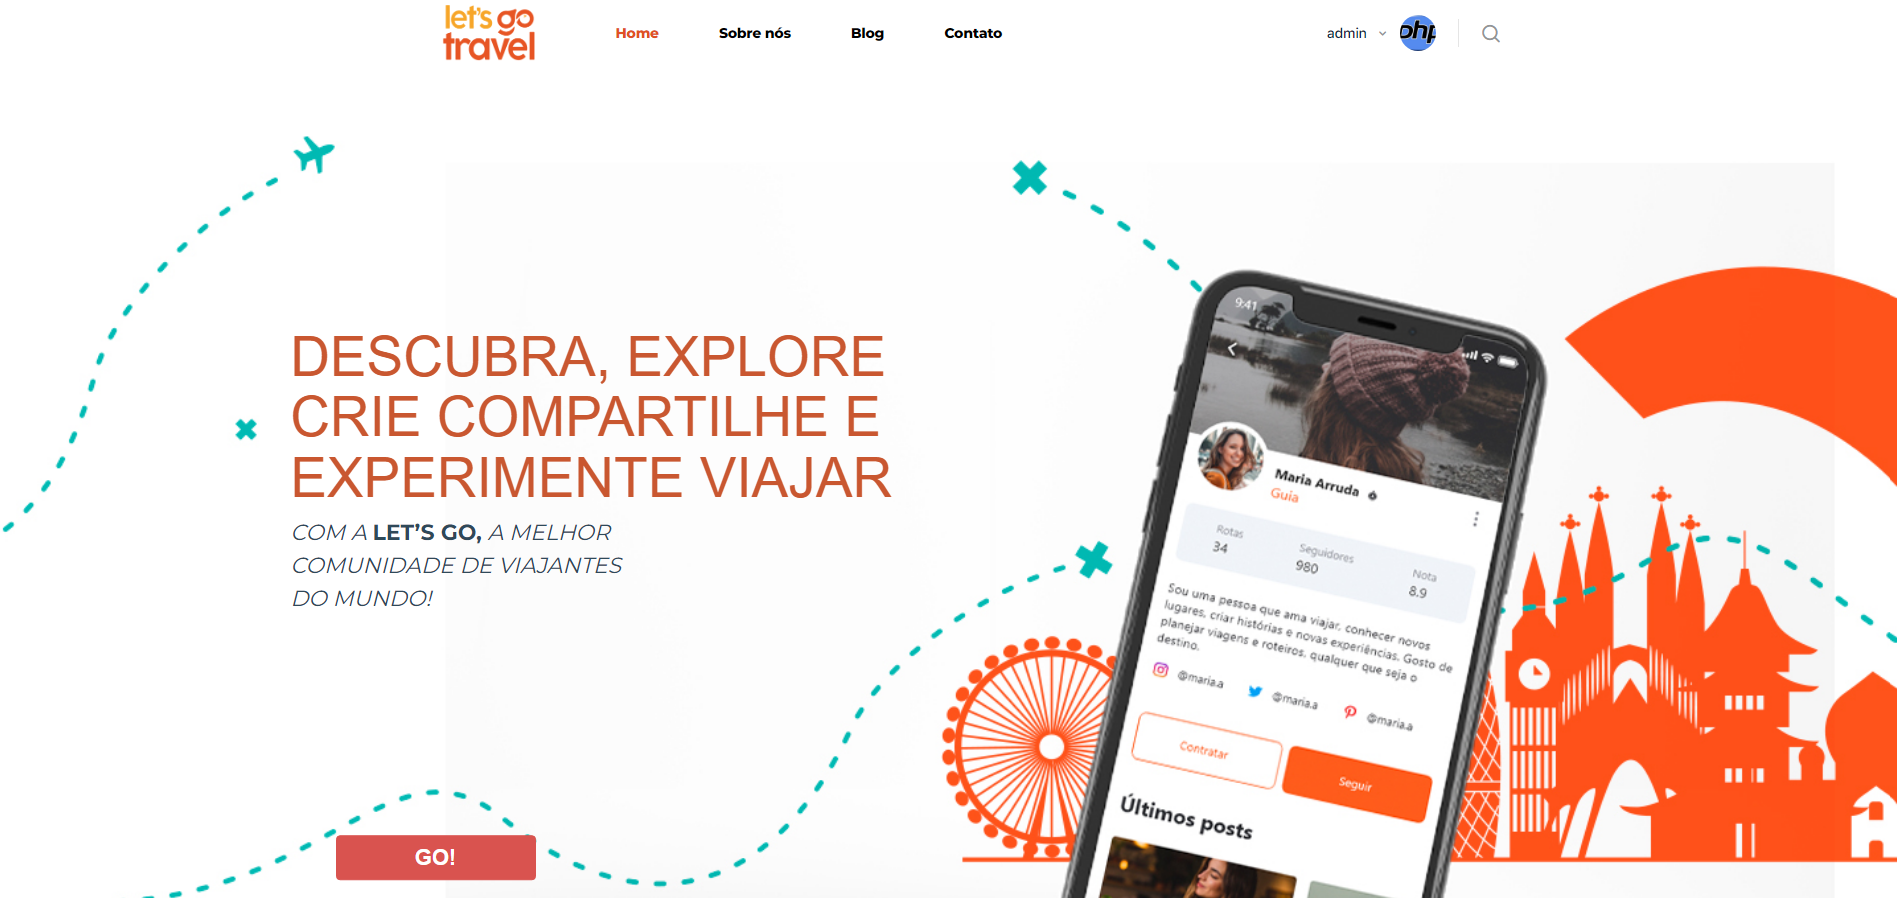 let's go
travel
Home
Sobre nós
Blog
Contato
admin
php
DESCUBRA, EXPLORE
CRIE COMPARTILHE E
EXPERIMENTE VIAJAR
COM A LET'S GO, A MELHOR
COMUNIDADE DE VIAJANTES
DO MUNDO!
GO!
9:41
Maria Arruda
Guia
Rotas
34
Seguidores
980
Nota
8.9
Sou uma pessoa que ama viajar, conhecer novos
lugares, criar histórias e novas experiências. Gosto de
planejar viagens e roteiros, qualquer que seja o
destino.
@maria.a
@maria.a
@maria.a
Contratar
Seguir
Últimos posts